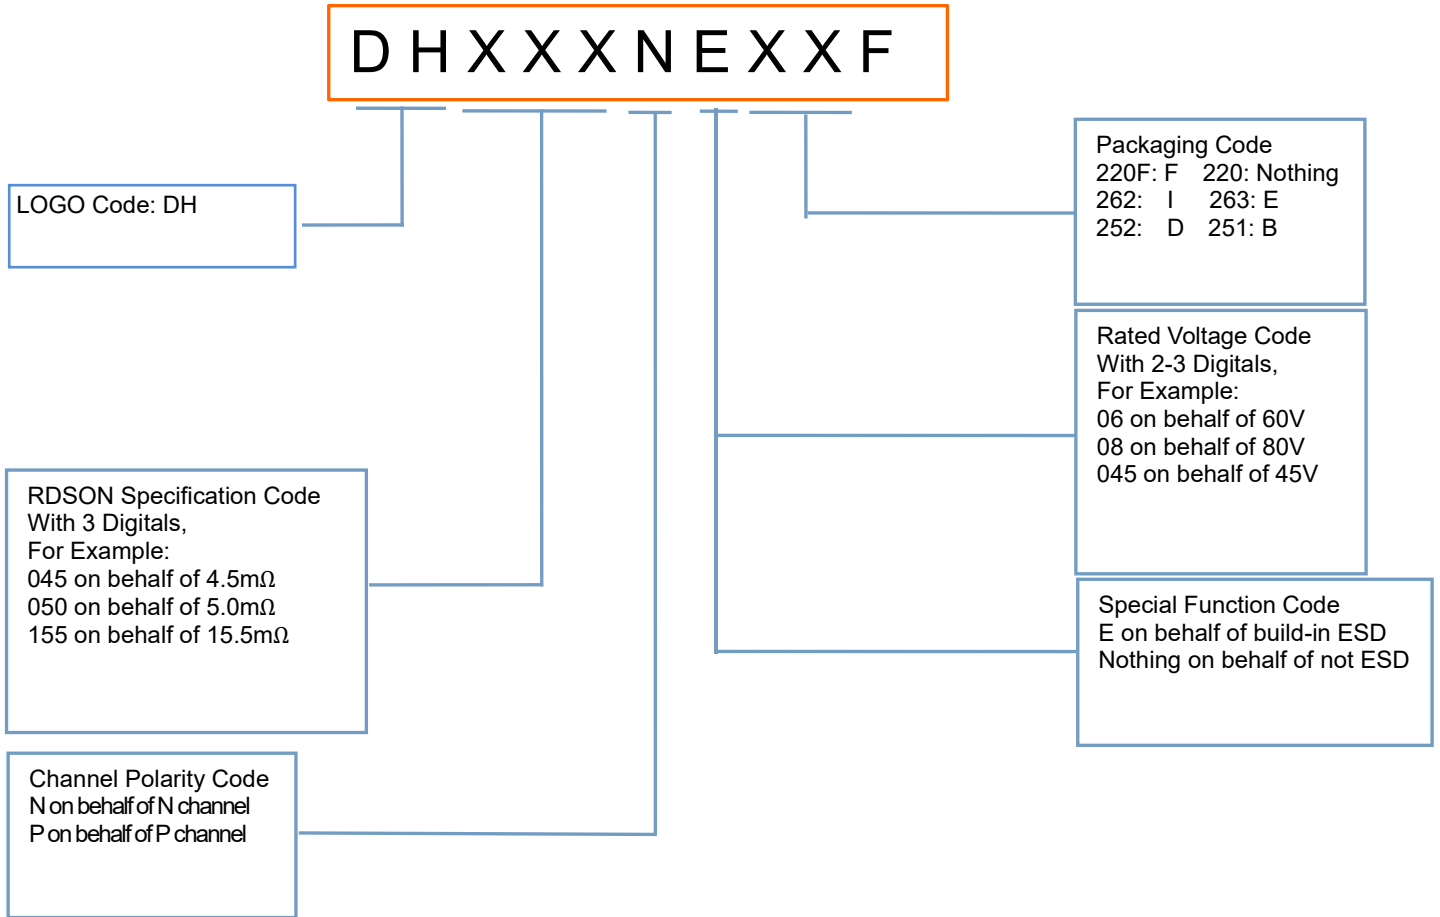 DHXXXNEXXF
LOGO Code: DH
Packaging Code
220F: F 220: Nothing
262: I 263: E
252: D 251: B
Rated Voltage Code
With 2-3 Digitals,
For Example:
06 on behalf of 60V
08 on behalf of 80V
045 on behalf of 45V
RDSON Specification Code
With 3 Digitals,
For Example:
045 on behalf of 4.5mΩ
050 on behalf of 5.0mΩ
155 on behalf of 15.5mΩ
Special Function Code
E on behalf of build-in ESD
Nothing on behalf of not ESD
Channel Polarity Code
N on behalf of N channel
P on behalf of P channel